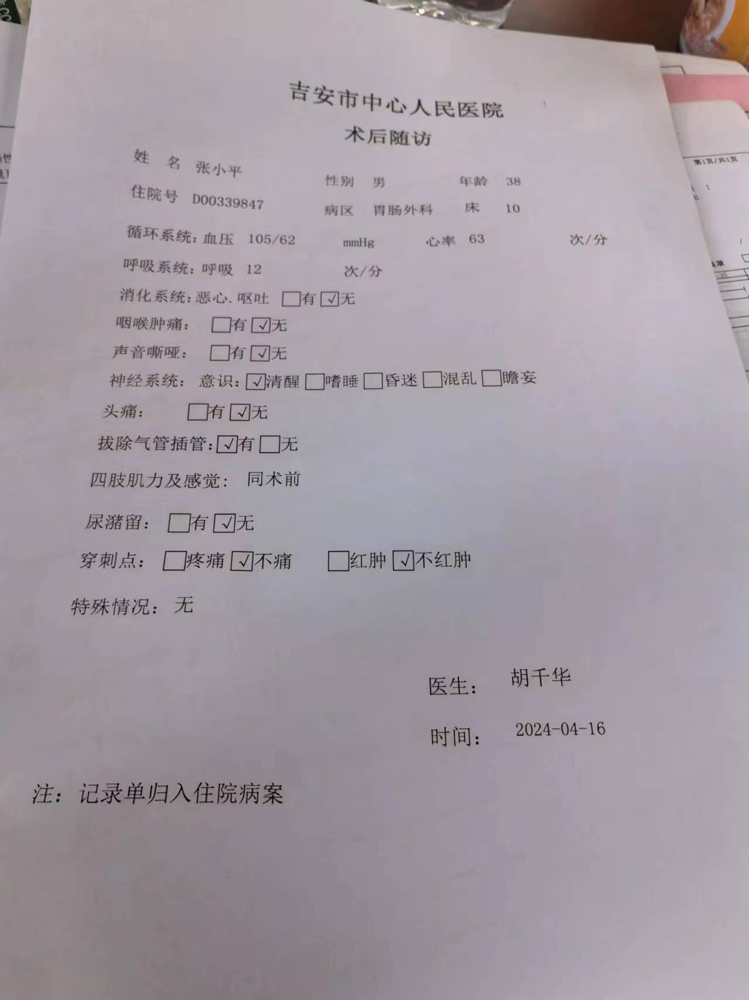 吉安市中心人民医院
术后随访
姓 名 张小平 性别 男 年龄 38
住院号 D00339847 病区 胃肠外科 床 10
循环系统: 血压 105/62 mmHg 心率 63 次/分
呼吸系统: 呼吸 12 次/分
消化系统: 恶心、呕吐 □有 ☑无
咽喉肿痛: □有 ☑无
声音嘶哑: □有 ☑无
神经系统: 意识: ☑清醒 □嗜睡 □昏迷 □混乱 □瞻妄
头痛: □有 ☑无
拔除气管插管: ☑有 □无
四肢肌力及感觉: 同术前
尿潴留: □有 ☑无
穿刺点: □疼痛 ☑不痛 □红肿 ☑不红肿
特殊情况: 无
医生: 胡千华
时间: 2024-04-16
注: 记录单归入住院病案
第1页/共1页